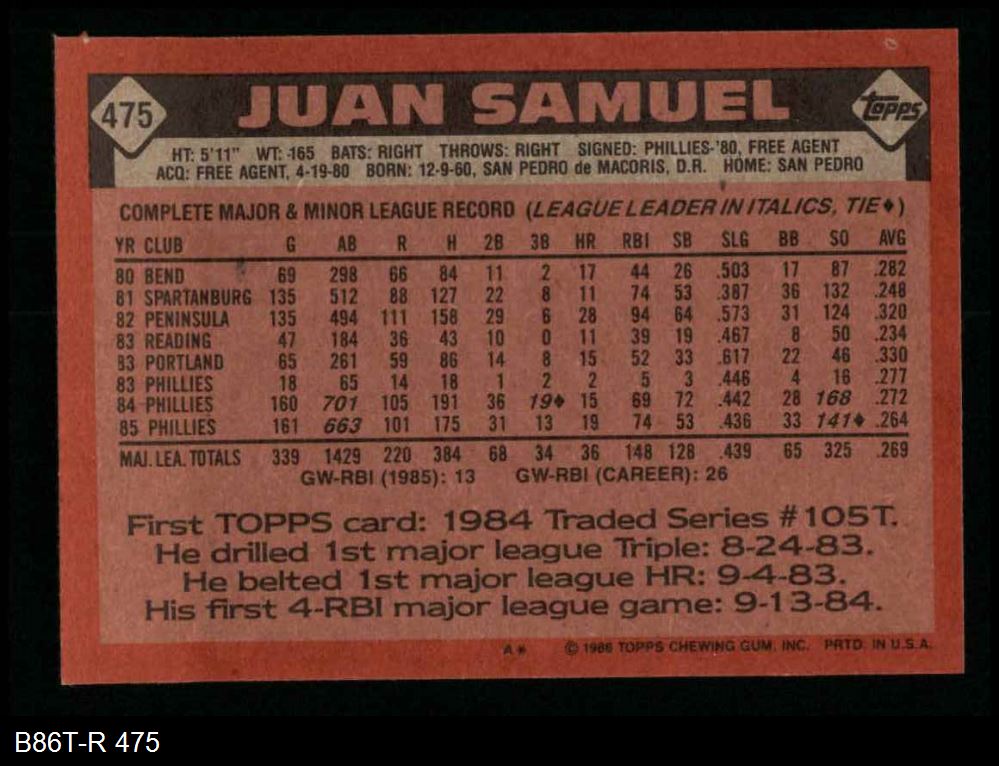 475 JUAN SAMUEL topps
HT: 5'11" WT: 165 BATS: RIGHT THROWS: RIGHT SIGNED: PHILLIES-'80, FREE AGENT
ACQ: FREE AGENT, 4-19-80 BORN: 12-9-60, SAN PEDRO de MACORIS, D.R. HOME: SAN PEDRO
COMPLETE MAJOR & MINOR LEAGUE RECORD (LEAGUE LEADER IN ITALICS, TIE♦)
YR CLUB G AB R H 2B 3B HR RBI SB SLG BB SO AVG
80 BEND 69 298 66 84 11 2 17 44 26 .503 17 87 .282
81 SPARTANBURG 135 512 88 127 22 8 11 74 53 .387 36 132 .248
82 PENINSULA 135 494 111 158 29 6 28 94 64 .573 31 124 .320
83 READING 47 184 36 43 10 0 11 39 19 .467 8 50 .234
83 PORTLAND 65 261 59 86 14 8 15 52 33 .617 22 46 .330
83 PHILLIES 18 65 14 18 1 2 2 5 3 .446 4 16 .277
84 PHILLIES 160 701 105 191 36 19♦ 15 69 72 .442 28 168 .272
85 PHILLIES 161 663 101 175 31 13 19 74 53 .436 33 141♦ .264
MAJ. LEA. TOTALS 339 1429 220 384 68 34 36 148 128 .439 65 325 .269
GW-RBI (1985): 13 GW-RBI (CAREER): 26
First TOPPS card: 1984 Traded Series #105T.
He drilled 1st major league Triple: 8-24-83.
He belted 1st major league HR: 9-4-83.
His first 4-RBI major league game: 9-13-84.
A* © 1986 TOPPS CHEWING GUM, INC. PRTD. IN U.S.A.
B86T-R 475